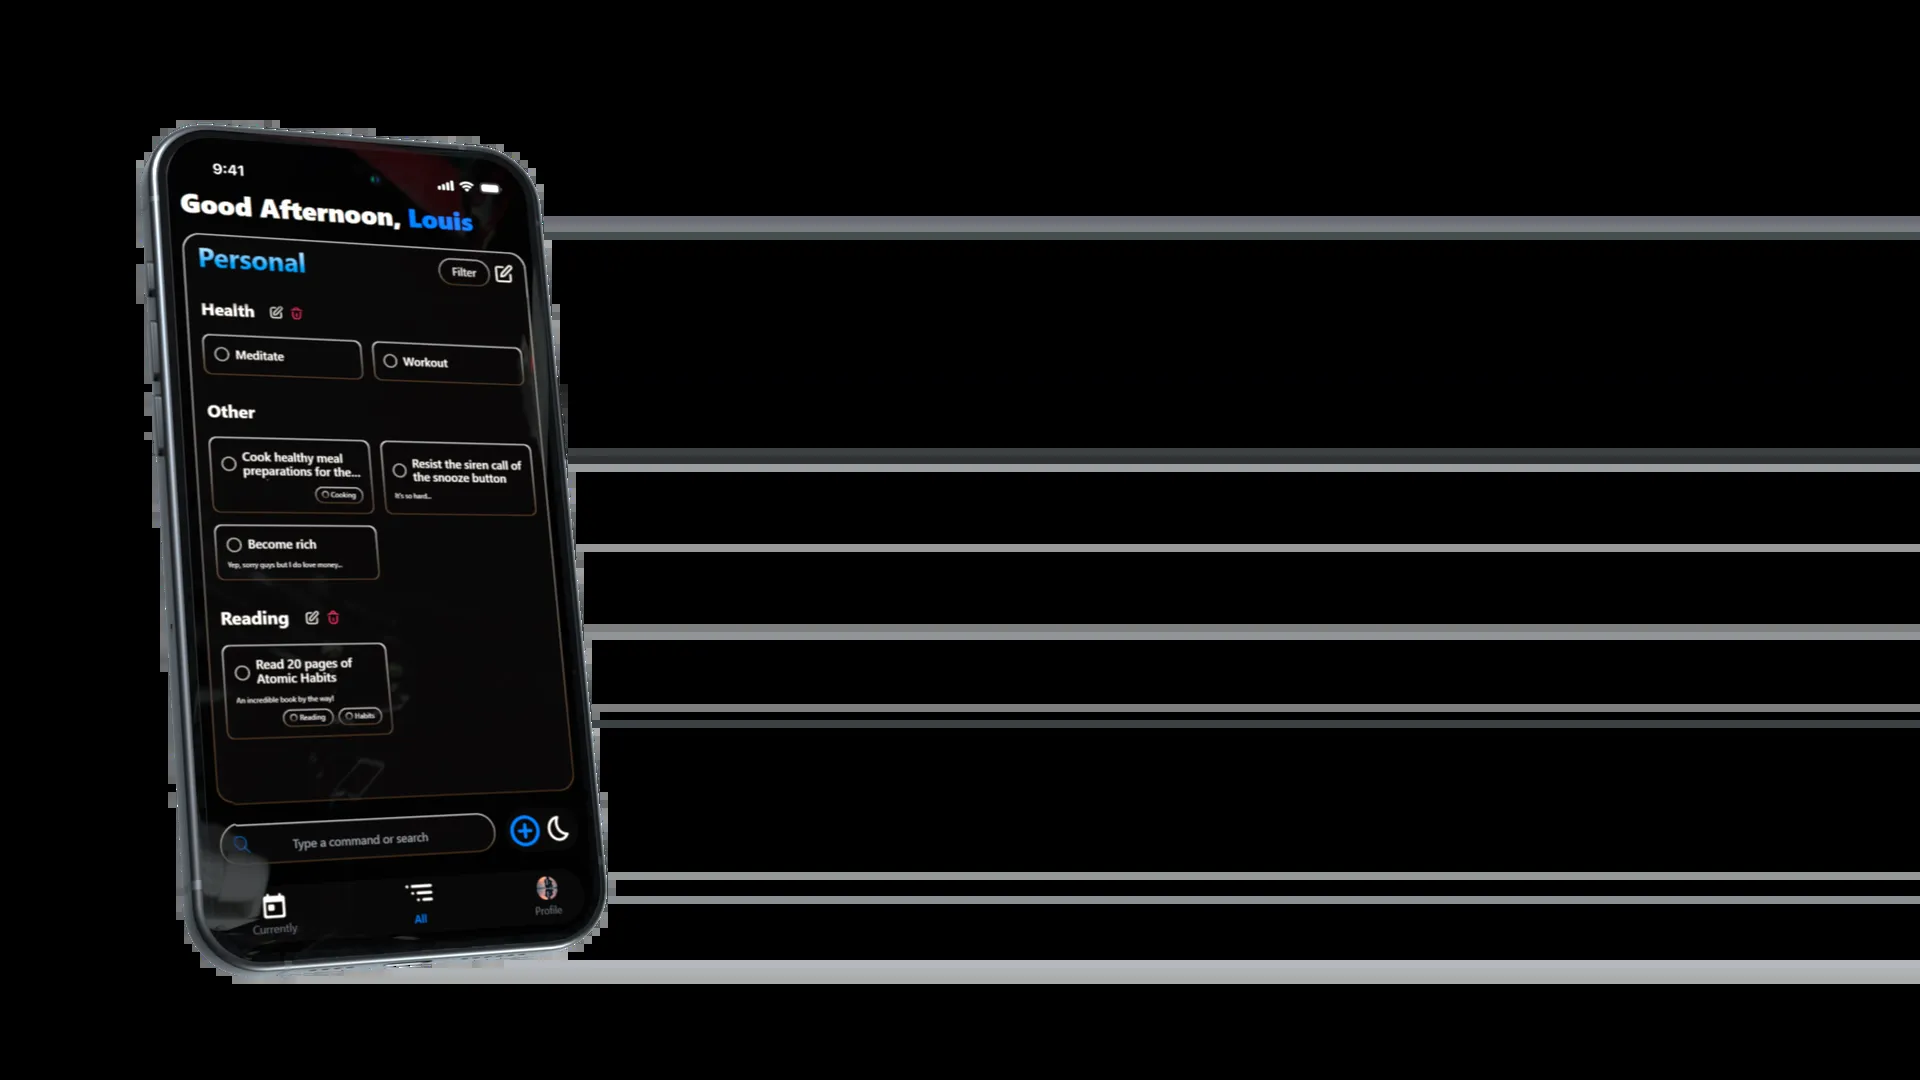 9:41
Good Afternoon, Louis
Personal
Filter
Health
Meditate
Workout
Other
Cook healthy meal
preparations for the...
Cooking
Resist the siren call of
the snooze button
It's so hard...
Become rich
Yep, sorry guys but I do love money...
Reading
Read 20 pages of
Atomic Habits
An incredible book by the way!
Reading
Habits
Type a command or search
Currently
All
Profile